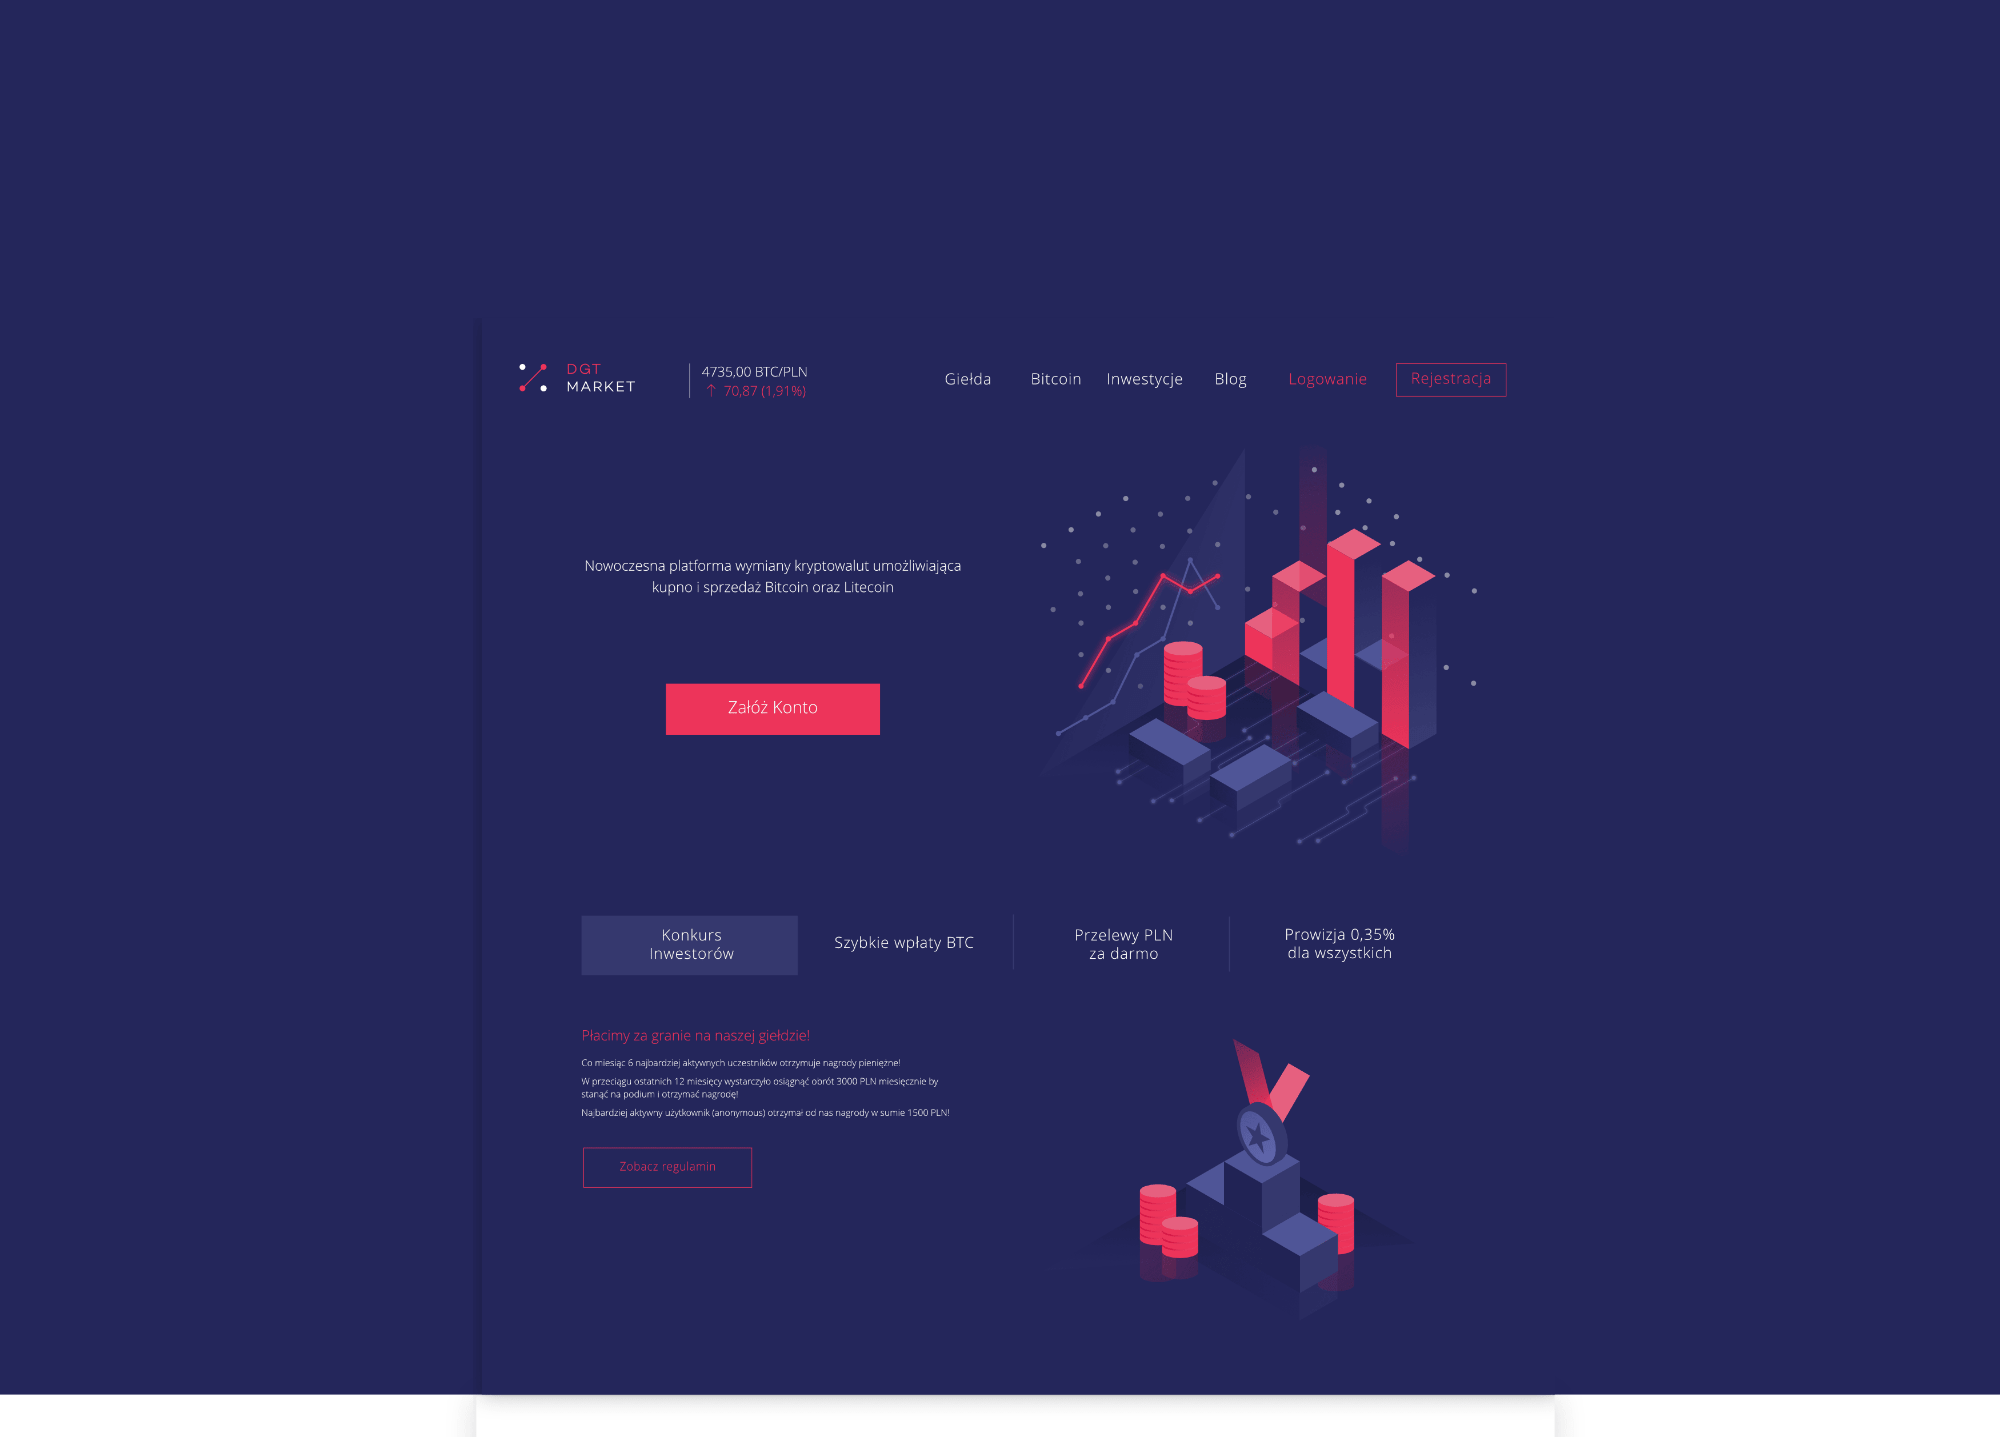 DGT
MARKET
4735,00 BTC/PLN
↑ 70,87 (1,91%)
Giełda
Bitcoin
Inwestycje
Blog
Logowanie
Rejestracja
Nowoczesna platforma wymiany kryptowalut umożliwiająca
kupno i sprzedaż Bitcoin oraz Litecoin
Załóż Konto
Konkurs
Inwestorów
Szybkie wpłaty BTC
Przelewy PLN
za darmo
Prowizja 0,35%
dla wszystkich
Płacimy za granie na naszej giełdzie!
Co miesiąc 6 najbardziej aktywnych uczestników otrzymuje nagrody pieniężne!
W przeciągu ostatnich 12 miesięcy wystarczyło osiągnąć obrót 3000 PLN miesięcznie by
stanąć na podium i otrzymać nagrodę!
Najbardziej aktywny użytkownik (anonymous) otrzymał od nas nagrody w sumie 1500 PLN!
Zobacz regulamin